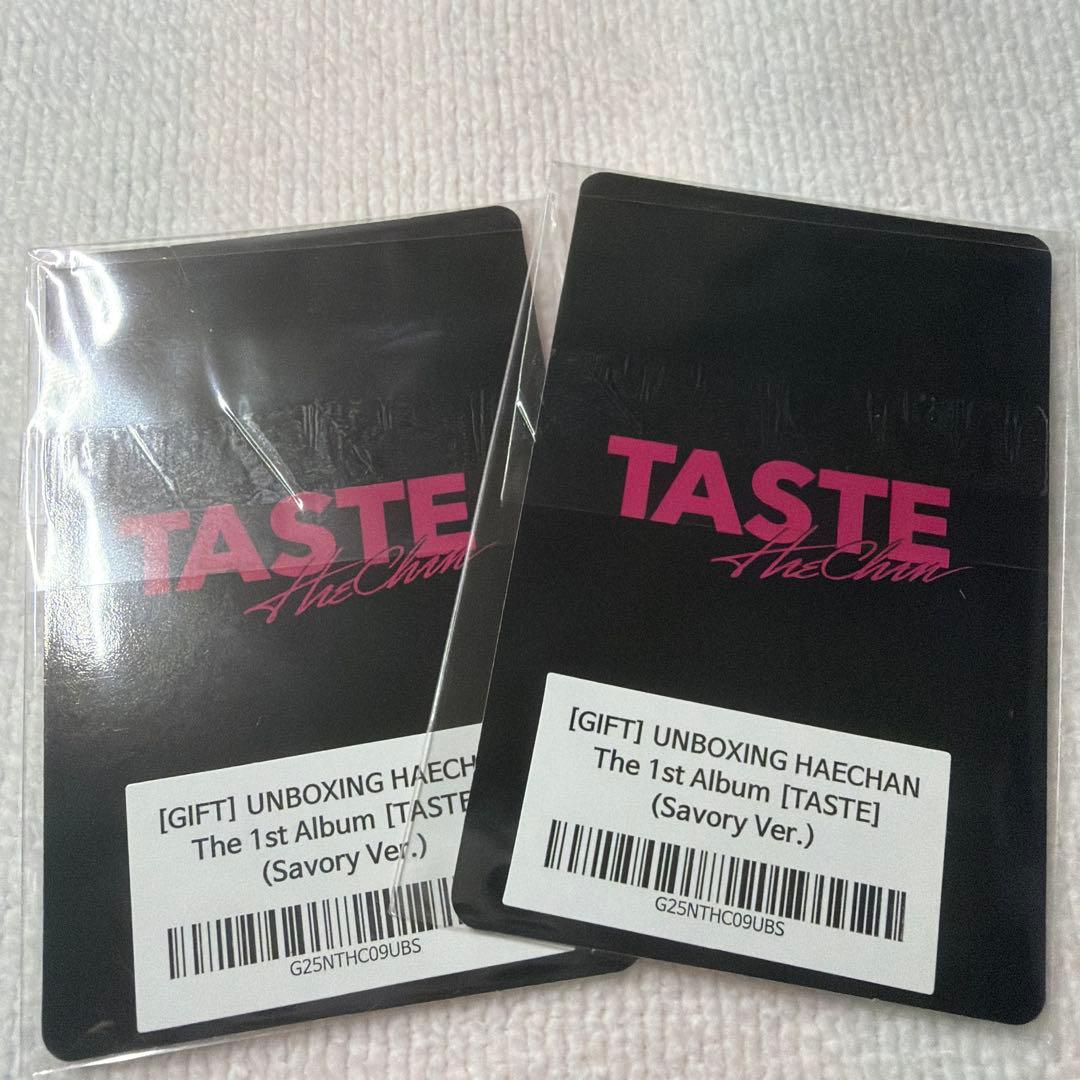 TASTE
HAECHAN
[GIFT] UNBOXING HAECH
The 1st Album [TASTE
(Savory Ver.)
G25NTHC09UBS
TASTE
HAECHAN
[GIFT] UNBOXING HAECHAN
The 1st Album [TASTE]
(Savory Ver.)
G25NTHC09UBS